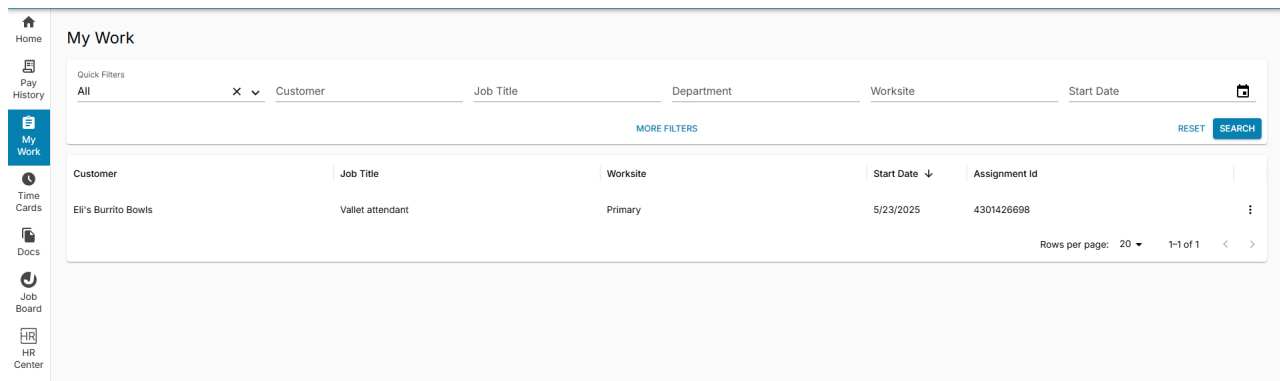 Home
Pay
History
My
Work
Time
Cards
Docs
Job
Board
HR
HR
Center
My Work
Quick Filters
All
Customer
Job Title
Department
Worksite
Start Date
MORE FILTERS
RESET
SEARCH
Customer Job Title Worksite Start Date Assignment Id
Eli's Burrito Bowls Vallet attendant Primary 5/23/2025 4301426698
Rows per page: 20 1–1 of 1